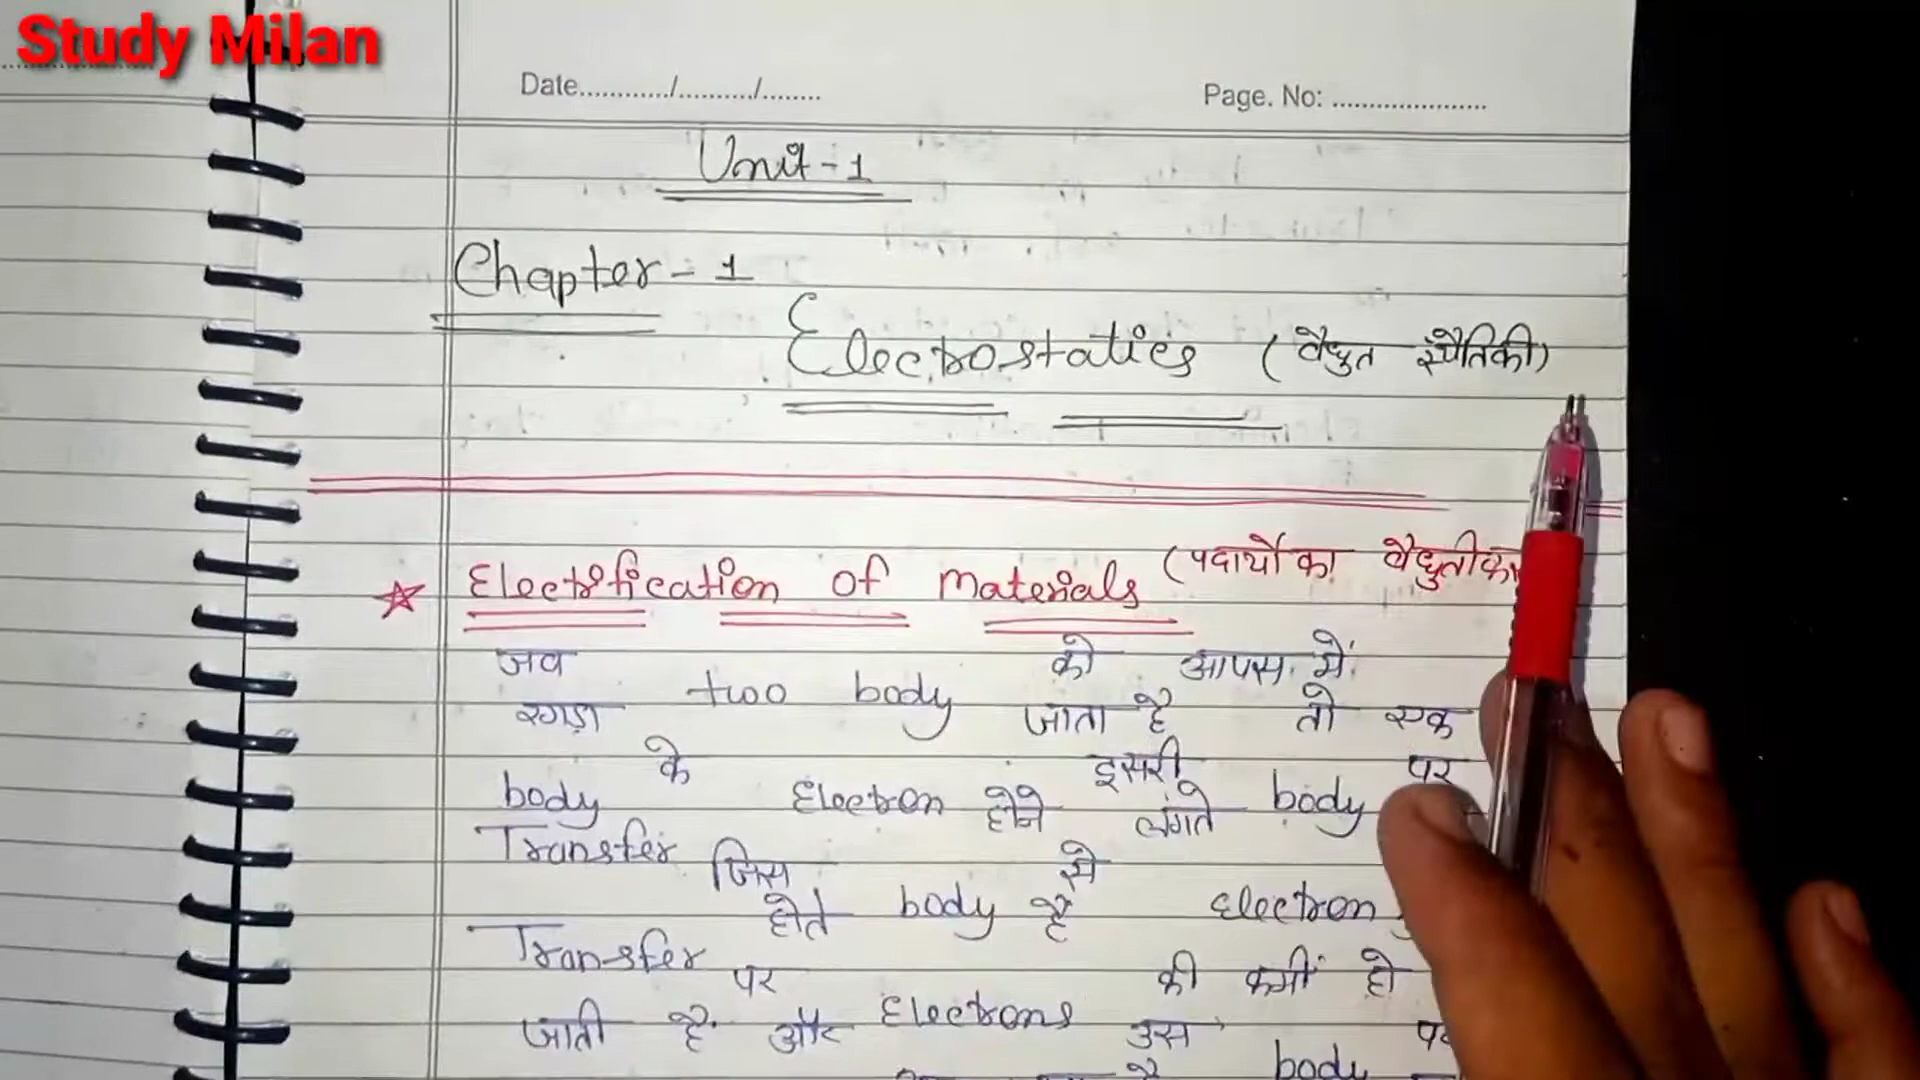 Study Milan
Date............/.........../........
Page. No: .....................
Unit - 1
Chapter - 1
Electrostatics (वैधुत स्थैतिकी)
☆ Electrification of Materials (पदार्थो का वैधुतीक
जब two body को आपस में
रगड़ा जाता है तो एक
body के Electron दूसरी body पर
Transfer होने लगते
जिस body से Electron
Transfer होते हैं
पर Electrons की कमी हो
जाती है और उस
body